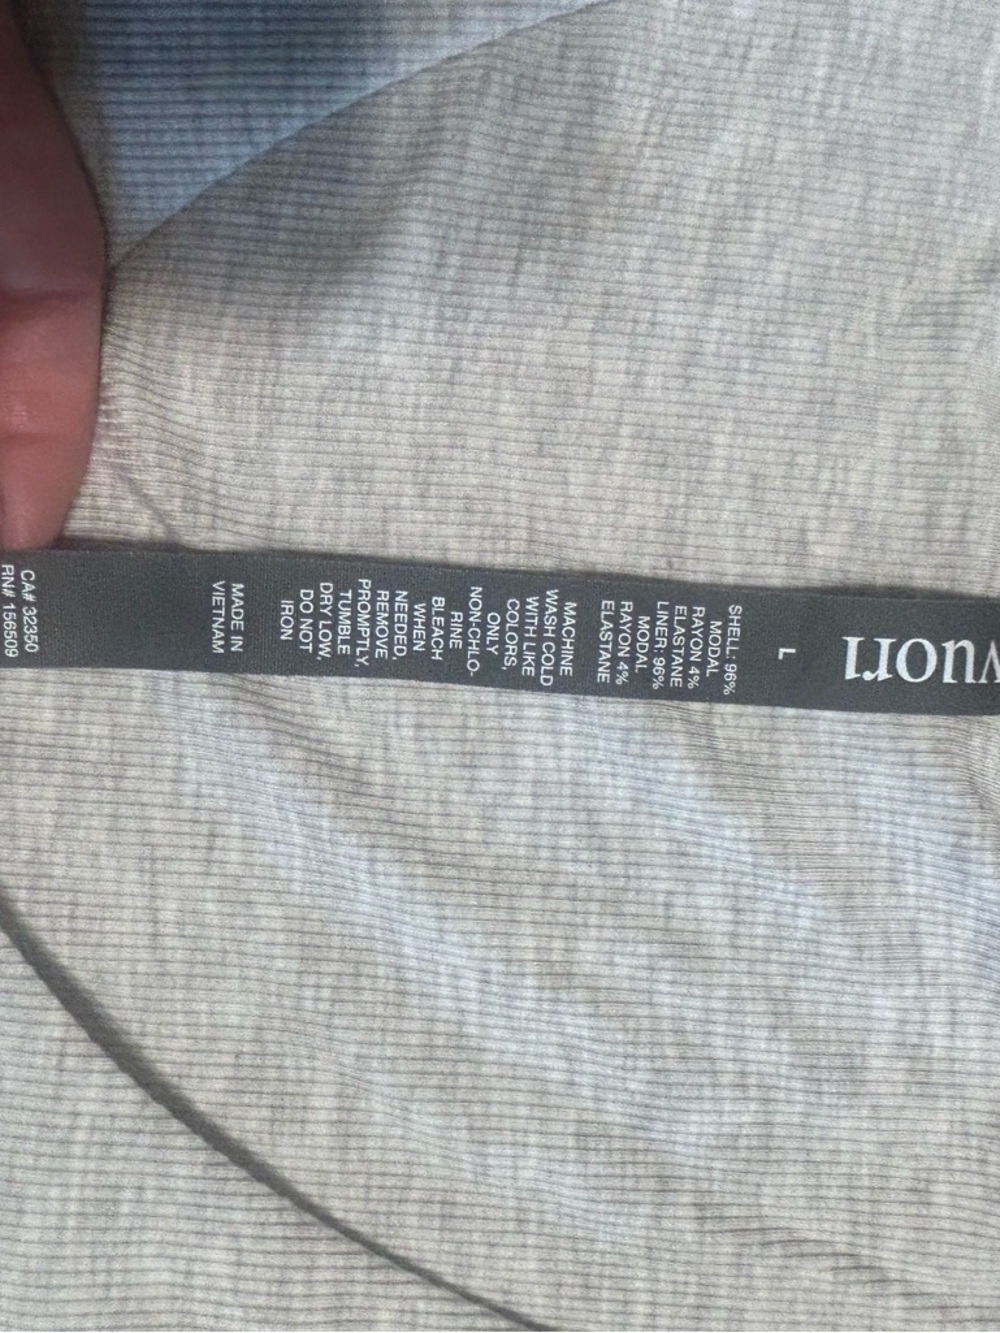 vuori
L
SHELL: 96%
MODAL
RAYON 4%
ELASTANE
LINER: 96%
MODAL
RAYON 4%
ELASTANE
MACHINE
WASH COLD
WITH LIKE
COLORS.
ONLY
NON-CHLO-
RINE
BLEACH
WHEN
NEEDED,
REMOVE
PROMPTLY,
TUMBLE
DRY LOW,
DO NOT
IRON
MADE IN
VIETNAM
CA# 32350
RN# 156509